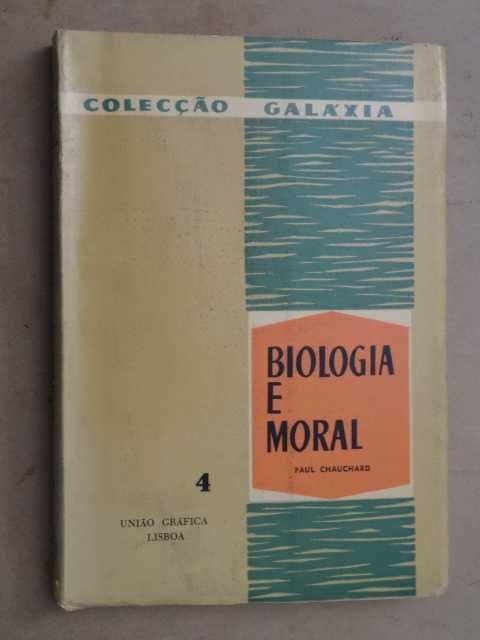 COLECÇÃO GALÁXIA
BIOLOGIA
E
MORAL
PAUL CHAUCHARD
4
UNIÃO GRÁFICA
LISBOA